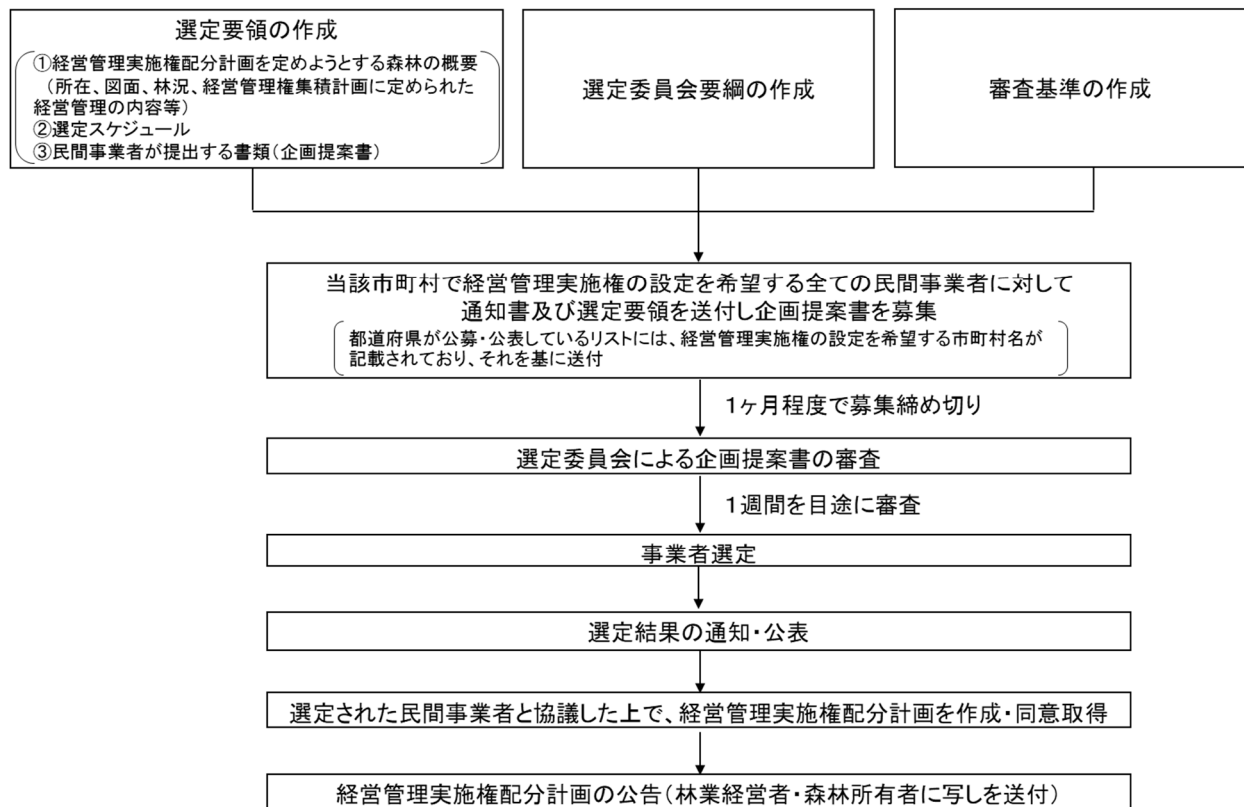 選定要領の作成
①経営管理実施権配分計画を定めようとする森林の概要
（所在、図面、林況、経営管理権集積計画に定められた
経営管理の内容等）
②選定スケジュール
③民間事業者が提出する書類（企画提案書）
選定委員会要綱の作成
審査基準の作成
当該市町村で経営管理実施権の設定を希望する全ての民間事業者に対して
通知書及び選定要領を送付し企画提案書を募集
都道府県が公募・公表しているリストには、経営管理実施権の設定を希望する市町村名が
記載されており、それを基に送付
１ヶ月程度で募集締め切り
選定委員会による企画提案書の審査
１週間を目途に審査
事業者選定
選定結果の通知・公表
選定された民間事業者と協議した上で、経営管理実施権配分計画を作成・同意取得
経営管理実施権配分計画の公告（林業経営者・森林所有者に写しを送付）